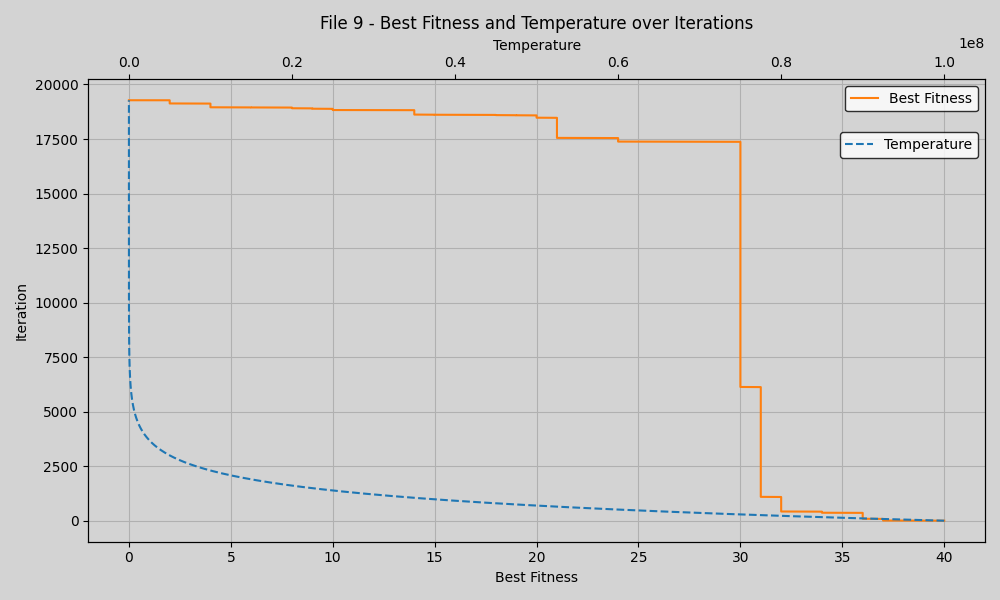 File 9 - Best Fitness and Temperature over Iterations
Temperature
1e8
0.0 0.2 0.4 0.6 0.8 1.0
Best Fitness
Temperature
20000
17500
15000
12500
10000
7500
5000
2500
0
Iteration
0 5 10 15 20 25 30 35 40
Best Fitness